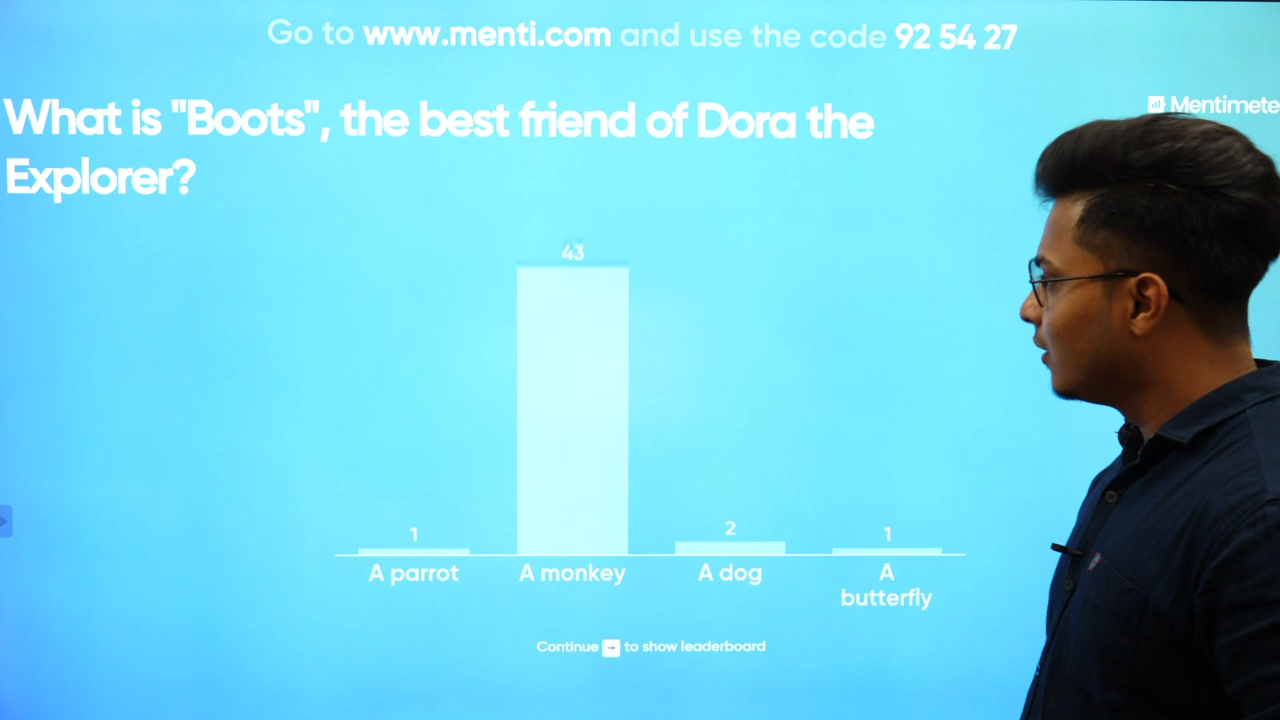 Go to www.menti.com and use the code 92 54 27
Mentimete
What is "Boots", the best friend of Dora the
Explorer?
43
1
2
1
A parrot
A monkey
A dog
A
butterfly
Continue → to show leaderboard